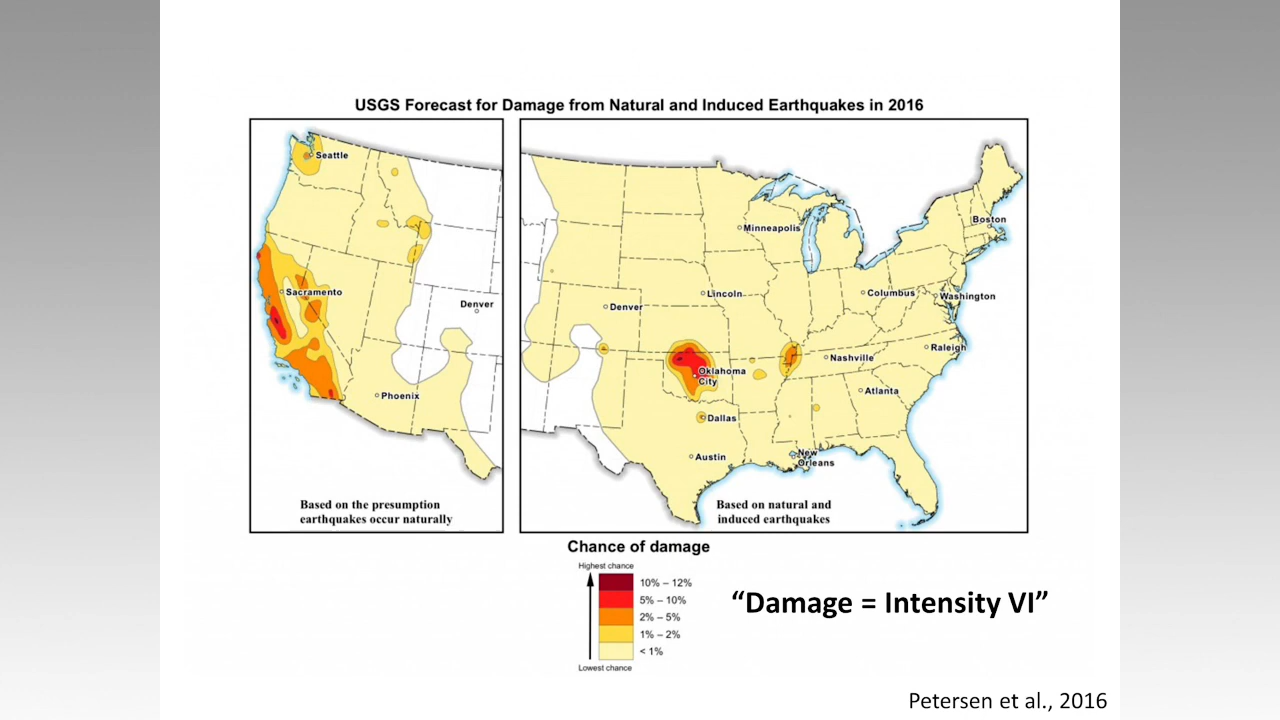 USGS Forecast for Damage from Natural and Induced Earthquakes in 2016
Seattle
Sacramento
Denver
Phoenix
Based on the presumption
earthquakes occur naturally
Boston
Minneapolis
Lincoln
Columbus
Washington
Denver
Raleigh
Nashville
Oklahoma
City
Atlanta
Dallas
Austin
New
Orleans
Based on natural and
induced earthquakes
Chance of damage
Highest chance
10% – 12%
5% – 10%
2% – 5%
1% – 2%
< 1%
Lowest chance
“Damage = Intensity VI”
Petersen et al., 2016